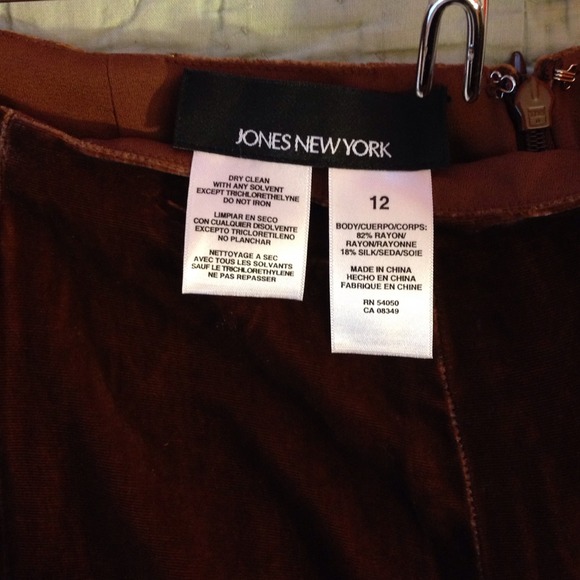 JONES NEW YORK
DRY CLEAN
WITH ANY SOLVENT
EXCEPT TRICHLORETHELYNE
DO NOT IRON
LIMPIAR EN SECO
CON CUALQUIER DISOLVENTE
EXCEPTO TRICLORETILENO
NO PLANCHAR
NETTOYAGE A SEC
AVEC TOUS LES SOLVANTS
SAUF LE TRICHLORETHYLENE
NE PAS REPASSER
12
BODY/CUERPO/CORPS:
82% RAYON/
RAYON/RAYONNE
18% SILK/SEDA/SOIE
MADE IN CHINA
HECHO EN CHINA
FABRIQUE EN CHINE
RN 54050
CA 08349